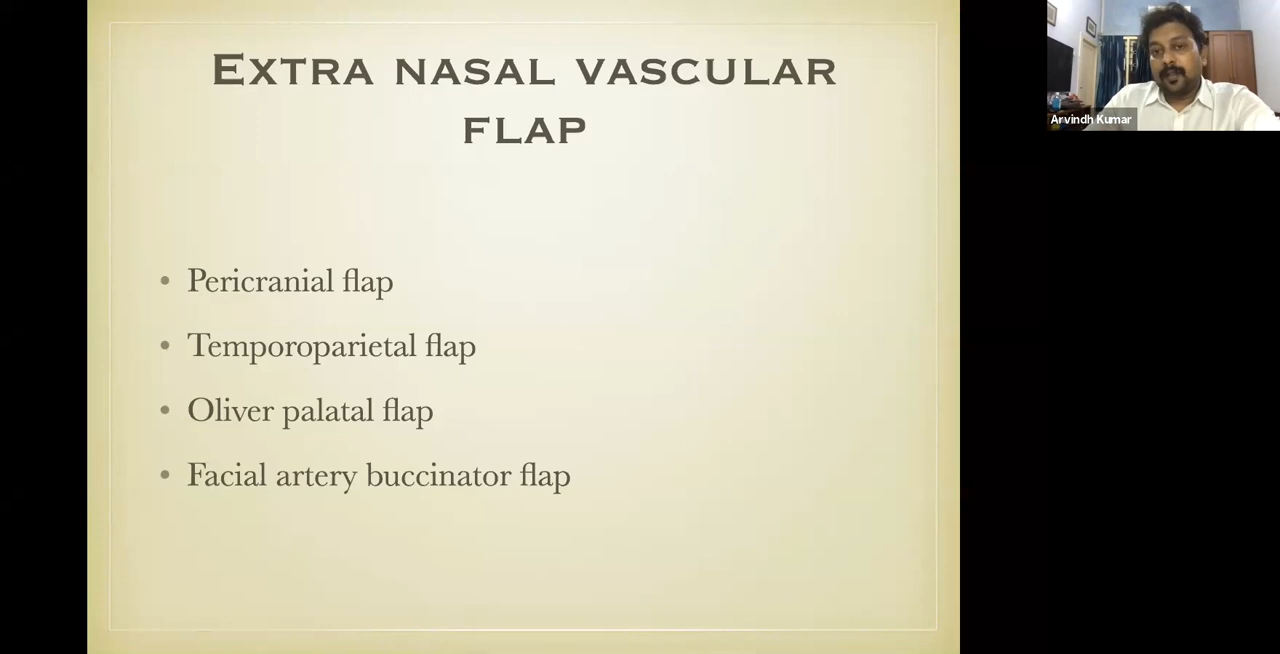 Extra nasal vascular
flap
• Pericranial flap
• Temporoparietal flap
• Oliver palatal flap
• Facial artery buccinator flap
Arvindh Kumar